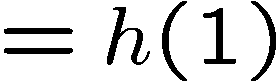 = h(1)